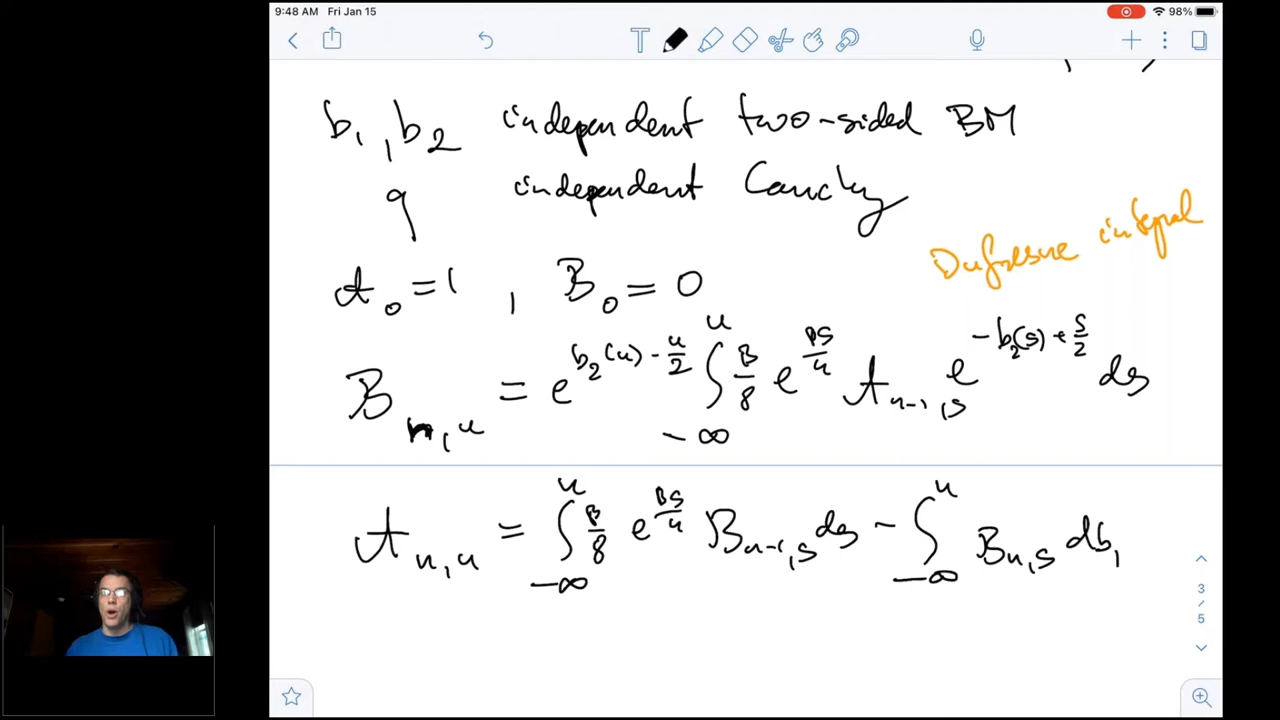 9:48 AM Fri Jan 15
98%
b₁, b₂ independent two-sided BM
q independent Cauchy
Dufresne integral
𝒜₀ = 1, ℬ₀ = 0
ℬₙ,ᵤ = e^{b₂(u) - u/2} ∫_{-∞}^{u} β/8 e^{βs/4} 𝒜_{n-1,s} e^{-b₂(s) + s/2} ds
𝒜ₙ,ᵤ = ∫_{-∞}^{u} β/8 e^{βs/4} ℬ_{n-1,s} ds - ∫_{-∞}^{u} ℬ_{n,s} db₁
3
/
5